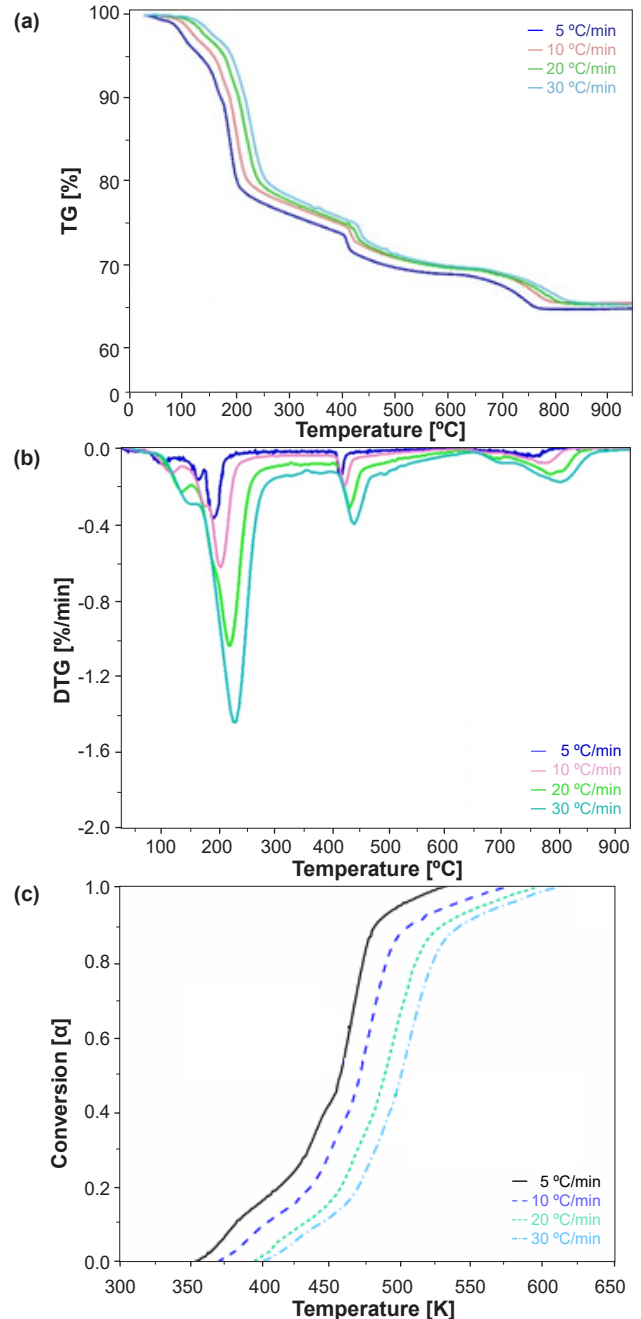 (a)
TG [%]
100
90
80
70
60
0
5 ºC/min
10 ºC/min
20 ºC/min
30 ºC/min
0 100 200 300 400 500 600 700 800 900
Temperature [ºC]
(b)
DTG [%/min]
0.0
-0.4
-0.8
-1.2
-1.6
-2.0
5 ºC/min
10 ºC/min
20 ºC/min
30 ºC/min
100 200 300 400 500 600 700 800 900
Temperature [ºC]
(c)
Conversion [α]
1.0
0.8
0.6
0.4
0.2
0.0
5 ºC/min
10 ºC/min
20 ºC/min
30 ºC/min
300 350 400 450 500 550 600 650
Temperature [K]